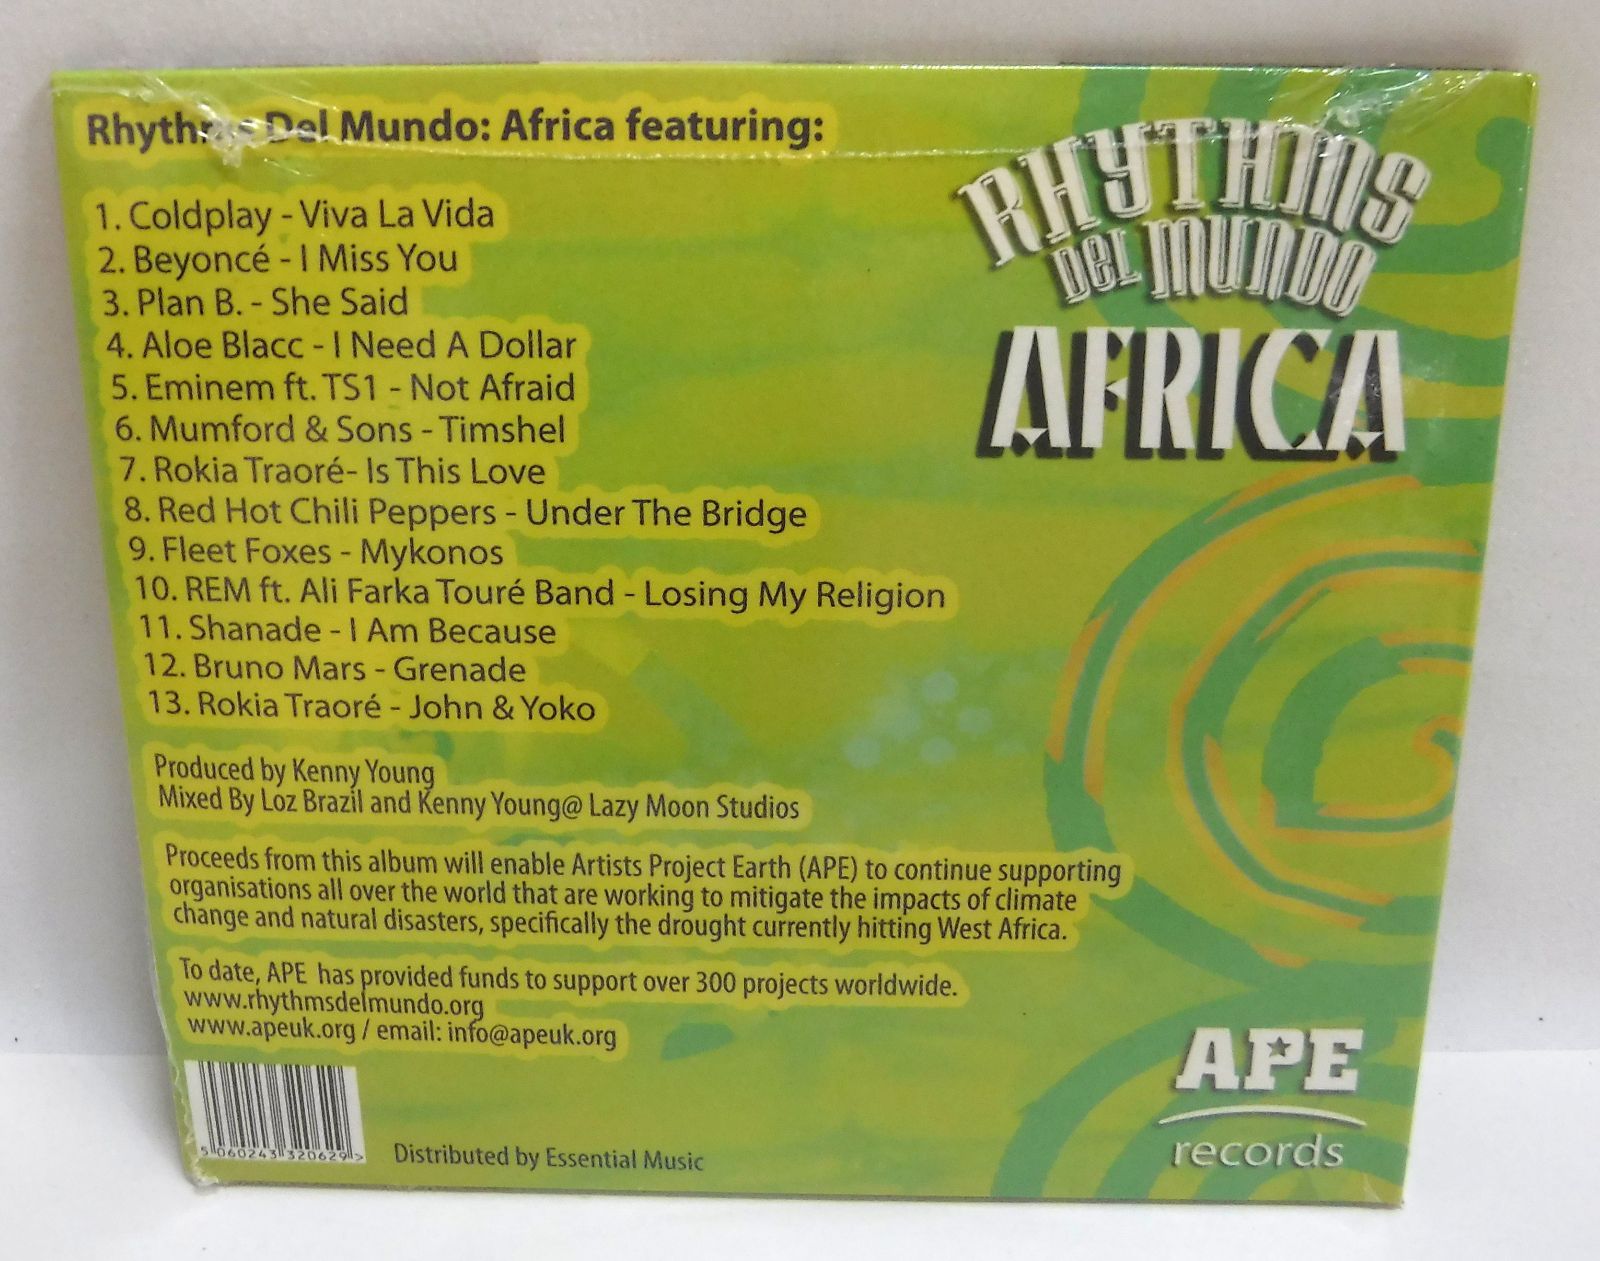 Rhythms Del Mundo: Africa featuring:
1. Coldplay - Viva La Vida
2. Beyoncé - I Miss You
3. Plan B. - She Said
4. Aloe Blacc - I Need A Dollar
5. Eminem ft. TS1 - Not Afraid
6. Mumford & Sons - Timshel
7. Rokia Traoré- Is This Love
8. Red Hot Chili Peppers - Under The Bridge
9. Fleet Foxes - Mykonos
10. REM ft. Ali Farka Touré Band - Losing My Religion
11. Shanade - I Am Because
12. Bruno Mars - Grenade
13. Rokia Traoré - John & Yoko
Produced by Kenny Young
Mixed By Loz Brazil and Kenny Young@ Lazy Moon Studios
Proceeds from this album will enable Artists Project Earth (APE) to continue supporting
organisations all over the world that are working to mitigate the impacts of climate
change and natural disasters, specifically the drought currently hitting West Africa.
To date, APE has provided funds to support over 300 projects worldwide.
www.rhythmsdelmundo.org
www.apeuk.org / email: info@apeuk.org
5 060243 320629 >
Distributed by Essential Music
RHYTHMS
DEL MUNDO
AFRICA
APE
records